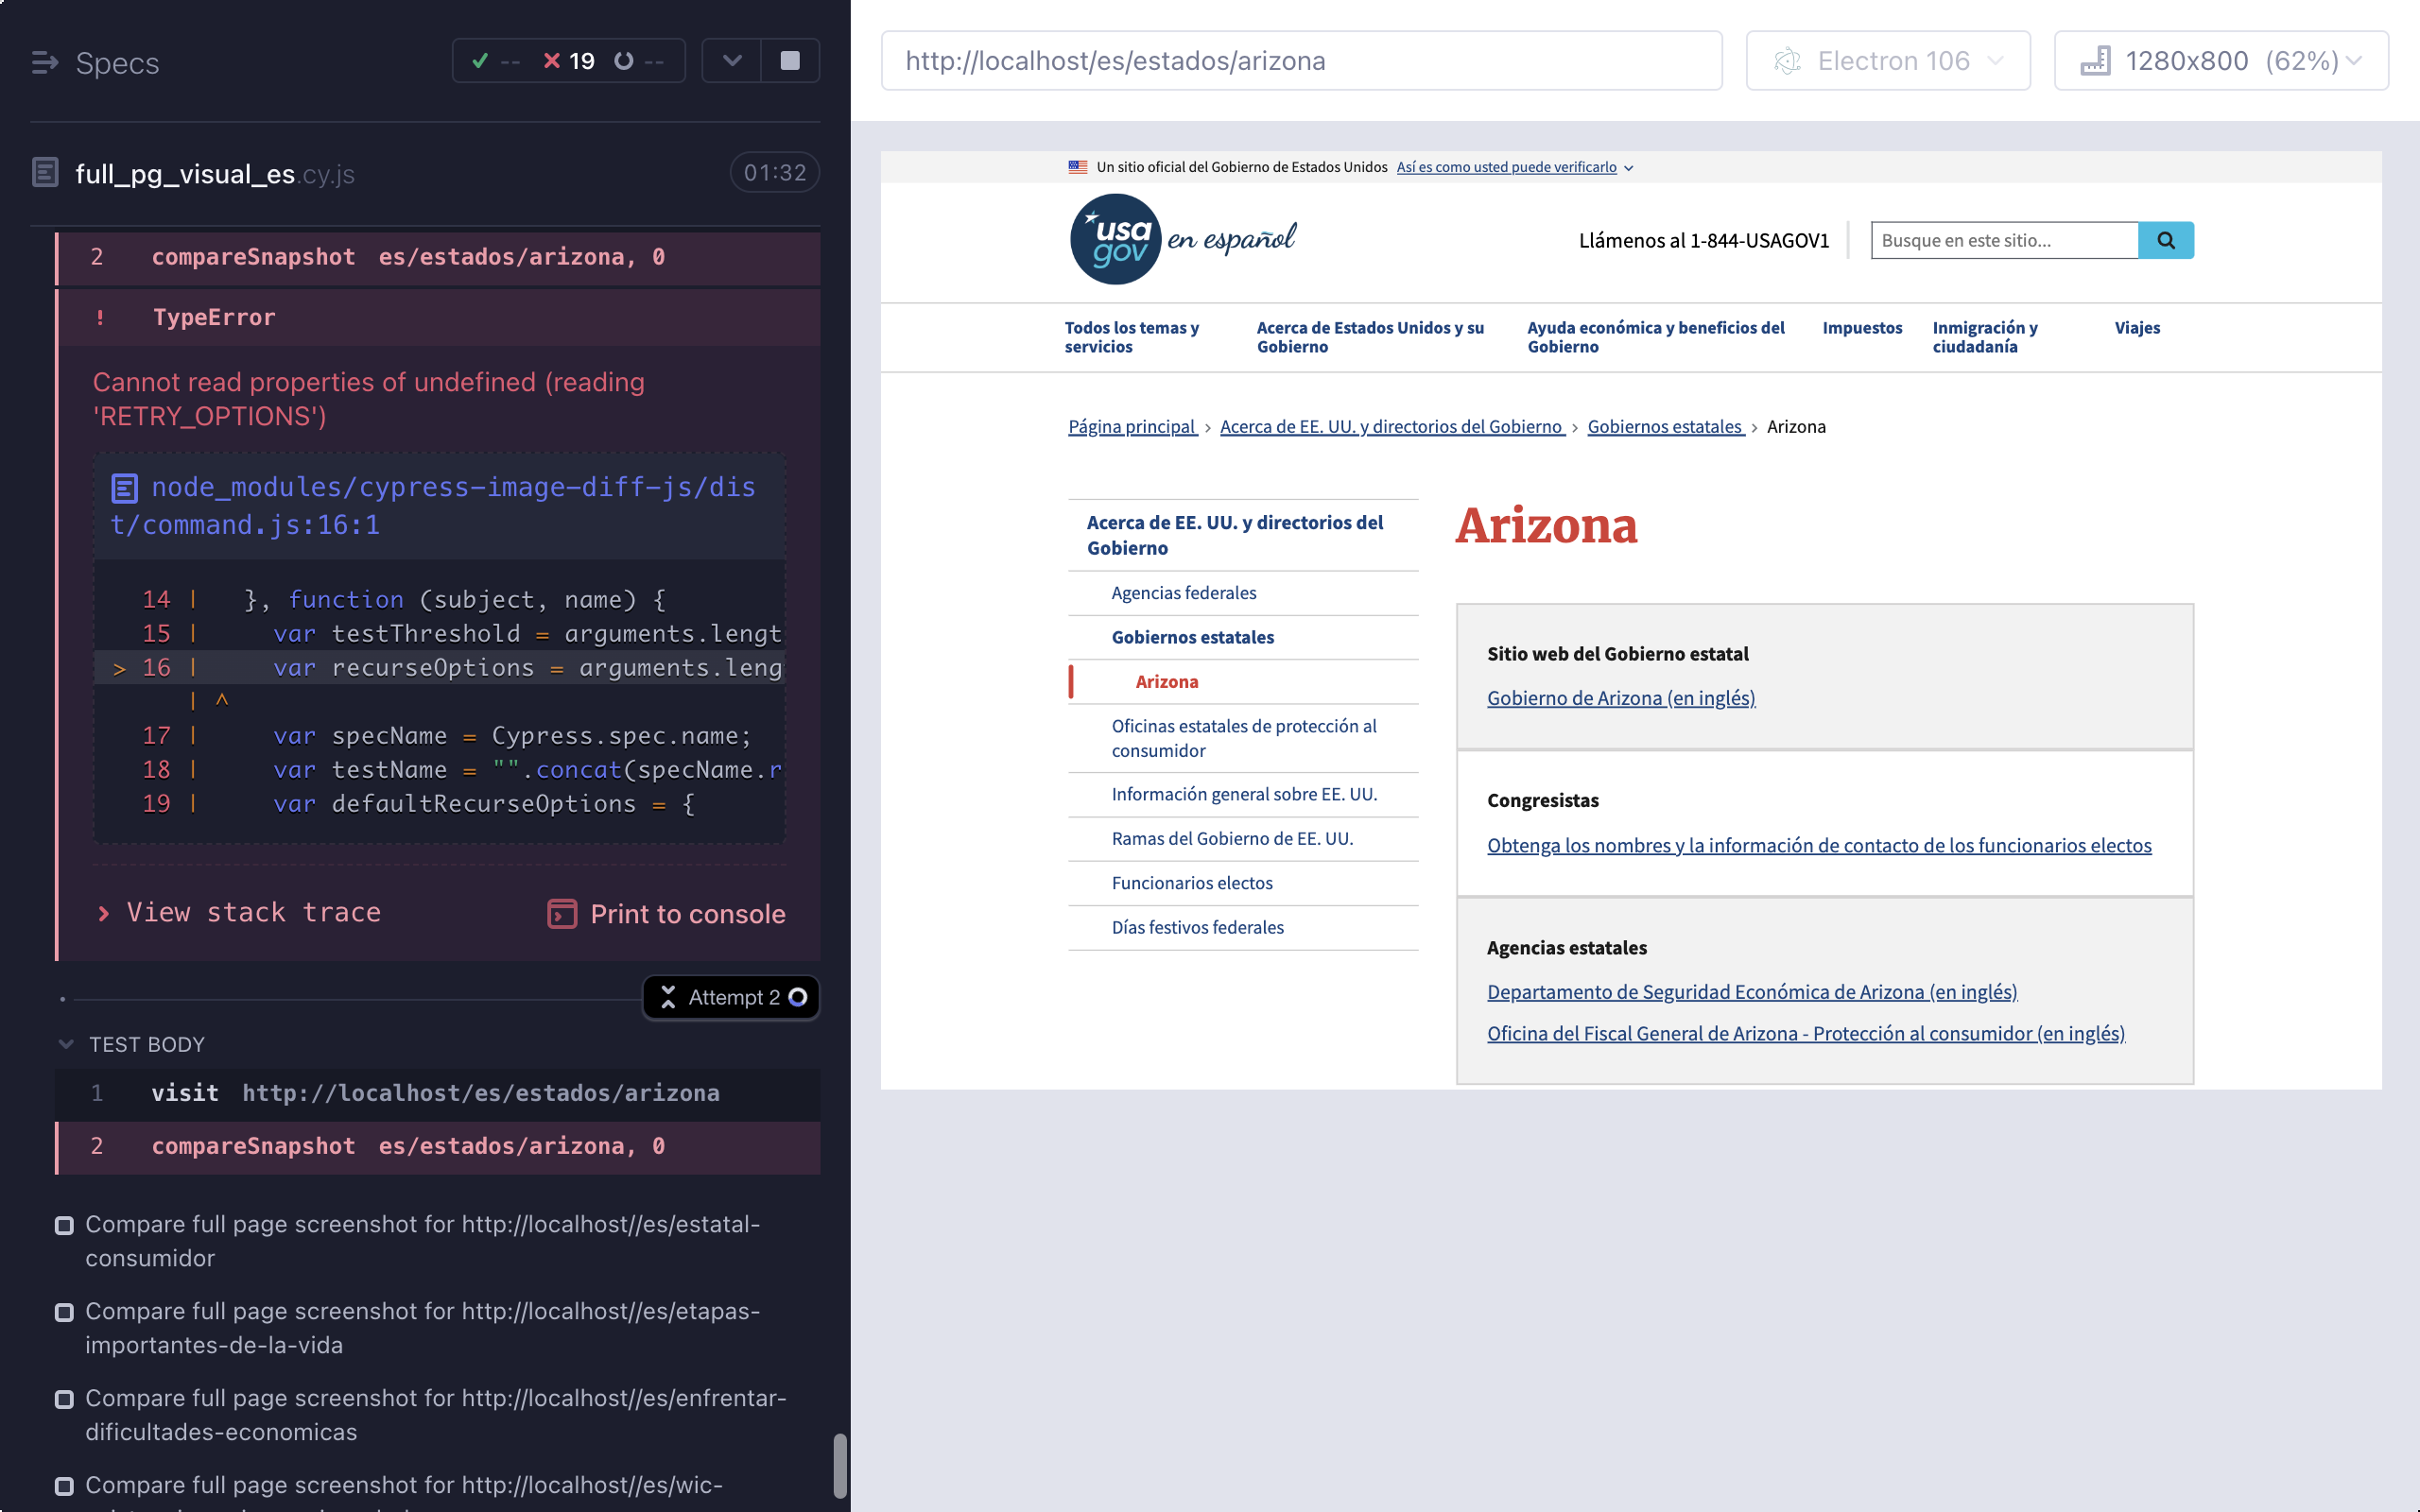 Specs
-- 19 --
full_pg_visual_es.cy.js 01:32
2 compareSnapshot es/estados/arizona, 0
! TypeError
Cannot read properties of undefined (reading
'RETRY_OPTIONS')
node_modules/cypress-image-diff-js/dis
t/command.js:16:1
14 | }, function (subject, name) {
15 | var testThreshold = arguments.lengt
> 16 | var recurseOptions = arguments.leng
| ^
17 | var specName = Cypress.spec.name;
18 | var testName = "".concat(specName.r
19 | var defaultRecurseOptions = {
> View stack trace Print to console
Attempt 2
TEST BODY
1 visit http://localhost/es/estados/arizona
2 compareSnapshot es/estados/arizona, 0
Compare full page screenshot for http://localhost//es/estatal-
consumidor
Compare full page screenshot for http://localhost//es/etapas-
importantes-de-la-vida
Compare full page screenshot for http://localhost//es/enfrentar-
dificultades-economicas
Compare full page screenshot for http://localhost//es/wic-
http://localhost/es/estados/arizona
Electron 106
1280x800 (62%)
Un sitio oficial del Gobierno de Estados Unidos Así es como usted puede verificarlo
usa
gov
en español
Llámenos al 1-844-USAGOV1
Busque en este sitio...
Todos los temas y
servicios
Acerca de Estados Unidos y su
Gobierno
Ayuda económica y beneficios del
Gobierno
Impuestos
Inmigración y
ciudadanía
Viajes
Página principal > Acerca de EE. UU. y directorios del Gobierno > Gobiernos estatales > Arizona
Acerca de EE. UU. y directorios del
Gobierno
Agencias federales
Gobiernos estatales
Arizona
Oficinas estatales de protección al
consumidor
Información general sobre EE. UU.
Ramas del Gobierno de EE. UU.
Funcionarios electos
Días festivos federales
Arizona
Sitio web del Gobierno estatal
Gobierno de Arizona (en inglés)
Congresistas
Obtenga los nombres y la información de contacto de los funcionarios electos
Agencias estatales
Departamento de Seguridad Económica de Arizona (en inglés)
Oficina del Fiscal General de Arizona - Protección al consumidor (en inglés)